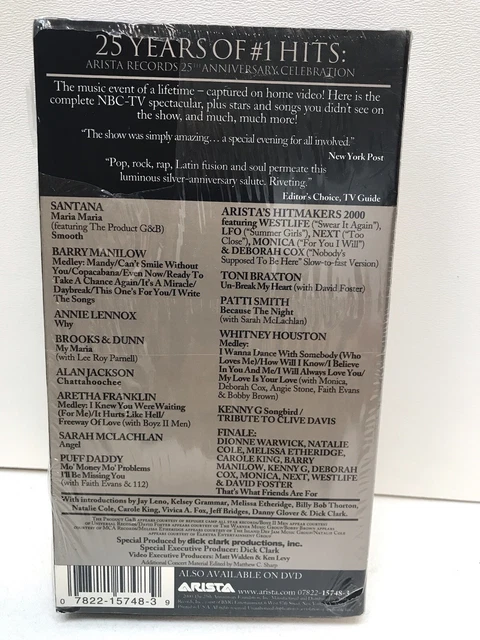 25 YEARS OF #1 HITS:
ARISTA RECORDS 25TH ANNIVERSARY CELEBRATION
The music event of a lifetime – captured on home video! Here is the
complete NBC-TV spectacular, plus stars and songs you didn't see on
the show, and much, much more!
“The show was simply amazing... a special evening for all involved.”
New York Post
“Pop, rock, rap, Latin fusion and soul permeate this
luminous silver-anniversary salute. Riveting.”
Editor's Choice, TV Guide
SANTANA
Maria Maria
(featuring The Product G&B)
Smooth
BARRY MANILOW
Medley: Mandy/Can't Smile Without
You/Copacabana/Even Now/Ready To
Take A Chance Again/It's A Miracle/
Daybreak/This One's For You/I Write
The Songs
ANNIE LENNOX
Why
BROOKS & DUNN
My Maria
(with Lee Roy Parnell)
ALAN JACKSON
Chattahoochee
ARETHA FRANKLIN
Medley: I Knew You Were Waiting
(For Me)/It Hurts Like Hell/
Freeway Of Love (with Boyz II Men)
SARAH MCLACHLAN
Angel
PUFF DADDY
Mo' Money Mo' Problems
I'll Be Missing You
(with Faith Evans & 112)
ARISTA'S HITMAKERS 2000
featuring WESTLIFE (“Swear It Again”),
LFO (“Summer Girls”), NEXT (“Too
Close”), MONICA (“For You I Will”)
& DEBORAH COX (“Nobody's
Supposed To Be Here” Slow-to-fast Version)
TONI BRAXTON
Un-Break My Heart (with David Foster)
PATTI SMITH
Because The Night
(with Sarah McLachlan)
WHITNEY HOUSTON
Medley:
I Wanna Dance With Somebody (Who
Loves Me)/How Will I Know/I Believe
In You And Me/I Will Always Love You/
My Love Is Your Love (with Monica,
Deborah Cox, Angie Stone, Faith Evans
& Bobby Brown)
KENNY G Songbird/
TRIBUTE TO CLIVE DAVIS
FINALE:
DIONNE WARWICK, NATALIE
COLE, MELISSA ETHERIDGE,
CAROLE KING, BARRY
MANILOW, KENNY G, DEBORAH
COX, MONICA, NEXT, WESTLIFE
& DAVID FOSTER
That's What Friends Are For
With introductions by Jay Leno, Kelsey Grammar, Melissa Etheridge, Billy Bob Thornton,
Natalie Cole, Carole King, Vivica A. Fox, Jeff Bridges, Danny Glover & Dick Clark.
Special Produced by dick clark productions, inc.
Special Executive Producer: Dick Clark
Video Executive Producers: Matt Walden & Ken Levy
Additional Concert Material Edited by Matthew C. Sharp
ALSO AVAILABLE ON DVD
ARISTA www.arista.com 07822-15748-3
0 7822-15748-3 9